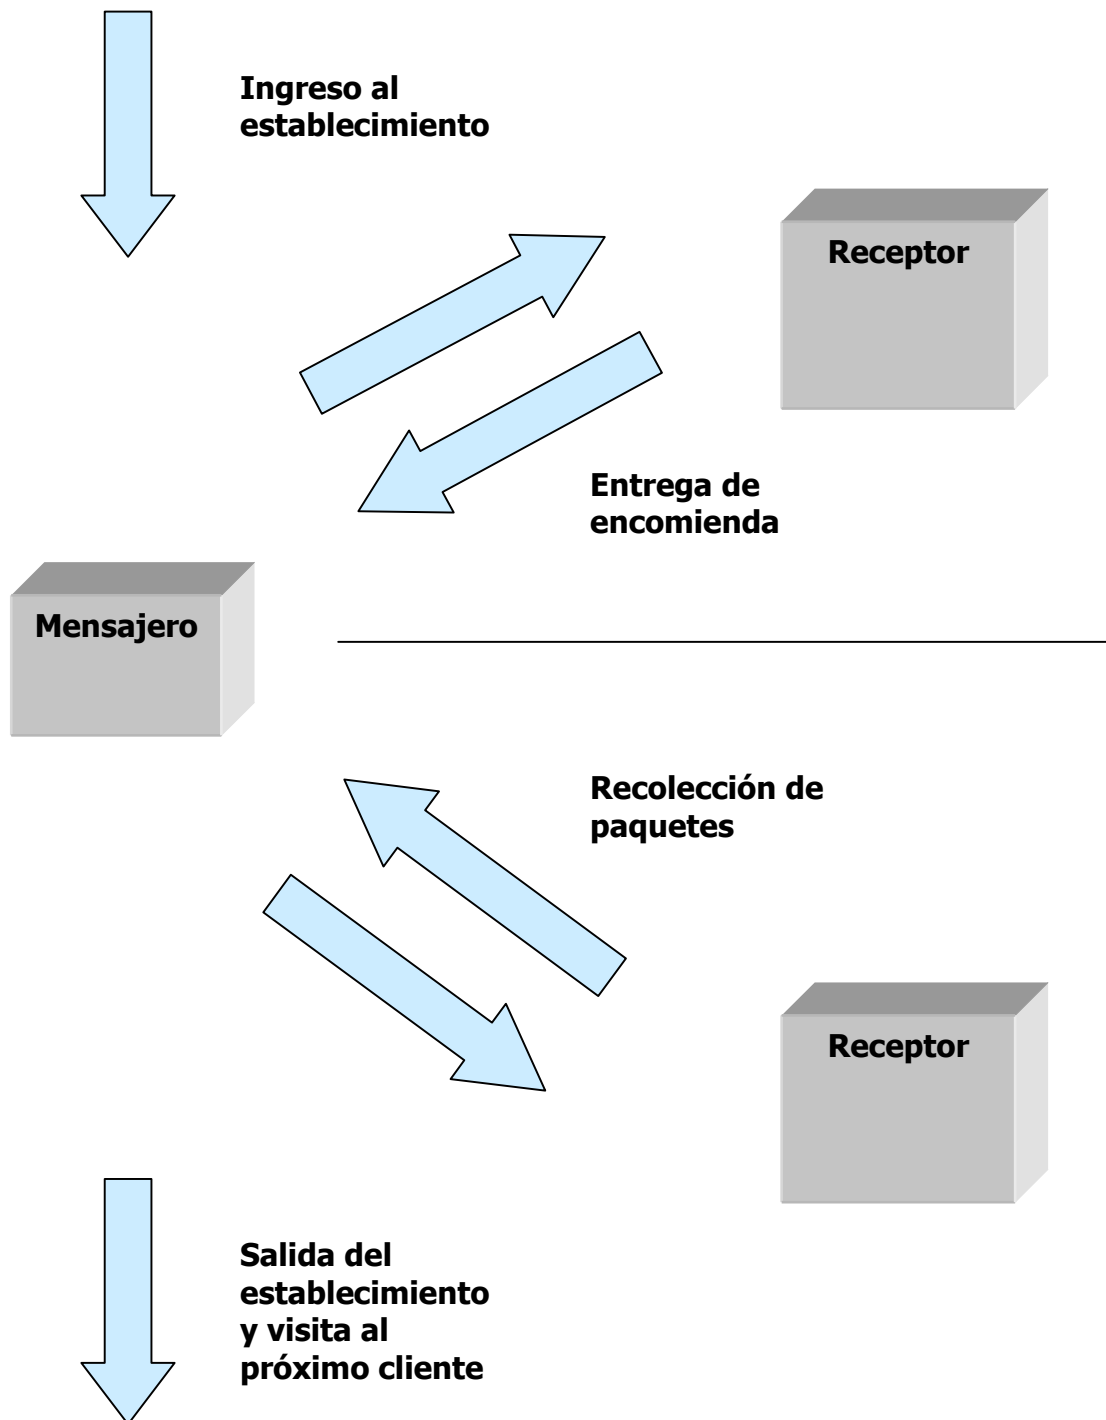 Ingreso al
establecimiento
Receptor
Entrega de
encomienda
Mensajero
Recolección de
paquetes
Receptor
Salida del
establecimiento
y visita al
próximo cliente